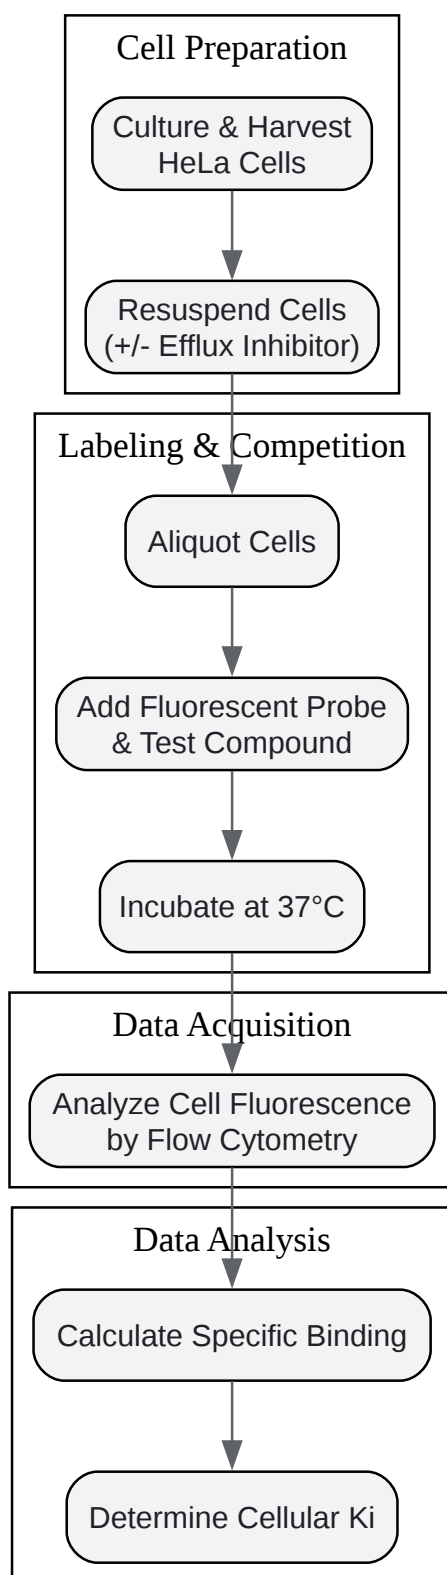 Cell Preparation
Culture & Harvest
HeLa Cells
Resuspend Cells
(+/- Efflux Inhibitor)
Labeling & Competition
Aliquot Cells
Add Fluorescent Probe
& Test Compound
Incubate at 37°C
Data Acquisition
Analyze Cell Fluorescence
by Flow Cytometry
Data Analysis
Calculate Specific Binding
Determine Cellular Ki